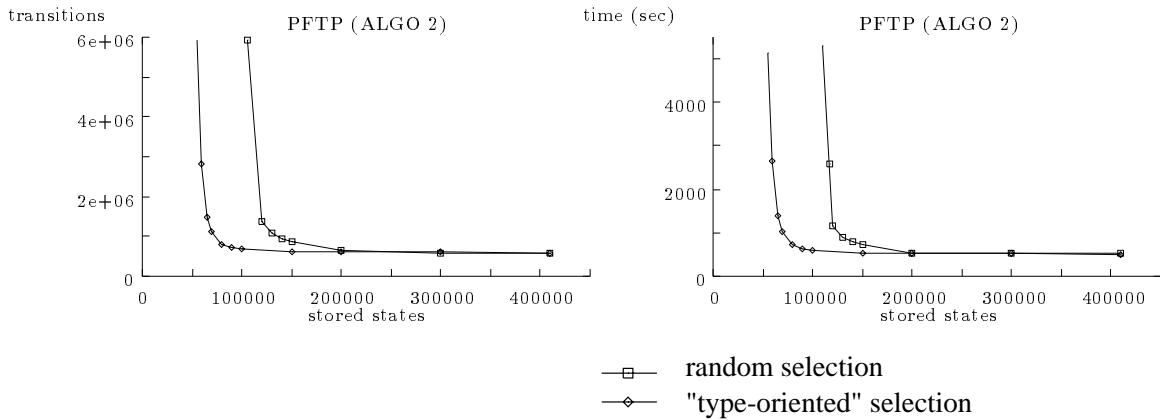 transitions
PFTP (ALGO 2)
6e+06
4e+06
2e+06
0
0 100000 200000 300000 400000
stored states
time (sec)
PFTP (ALGO 2)
4000
2000
0
0 100000 200000 300000 400000
stored states
random selection
"type-oriented" selection